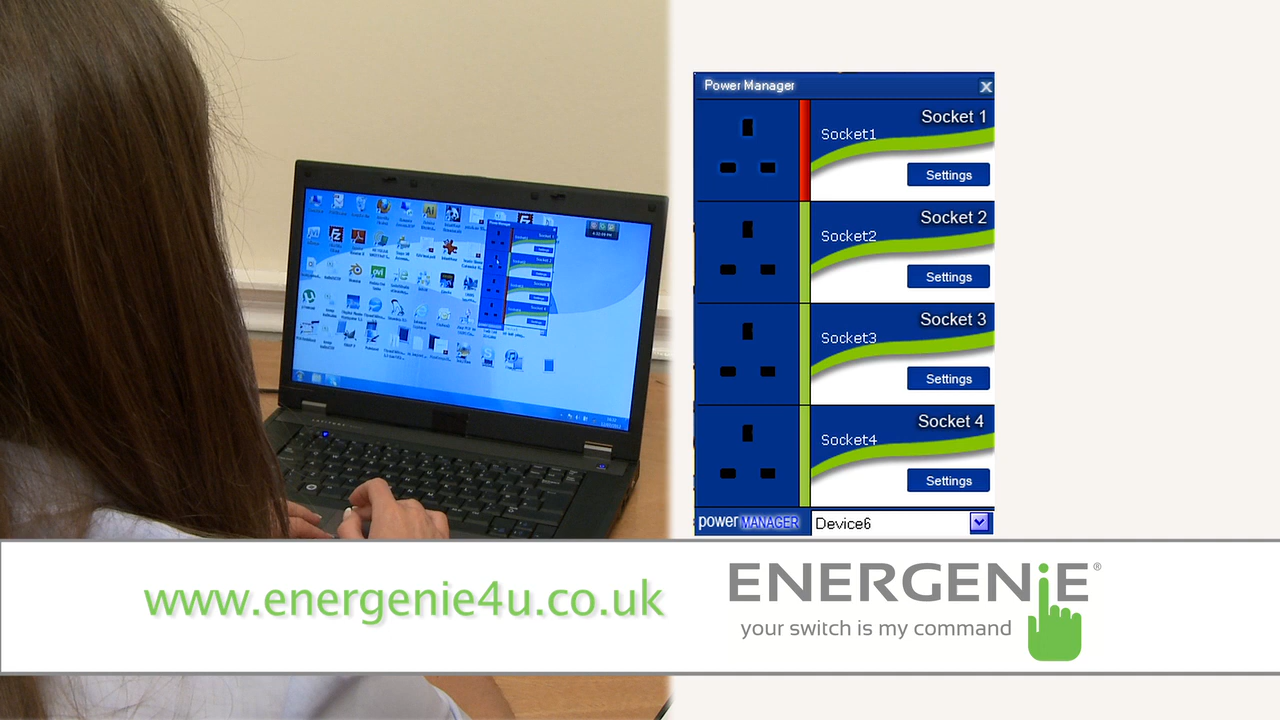 Power Manager
Socket 1
Socket1
Settings
Socket 2
Socket2
Settings
Socket 3
Socket3
Settings
Socket 4
Socket4
Settings
powerMANAGER
Device6
www.energenie4u.co.uk
ENERGENiE®
your switch is my command